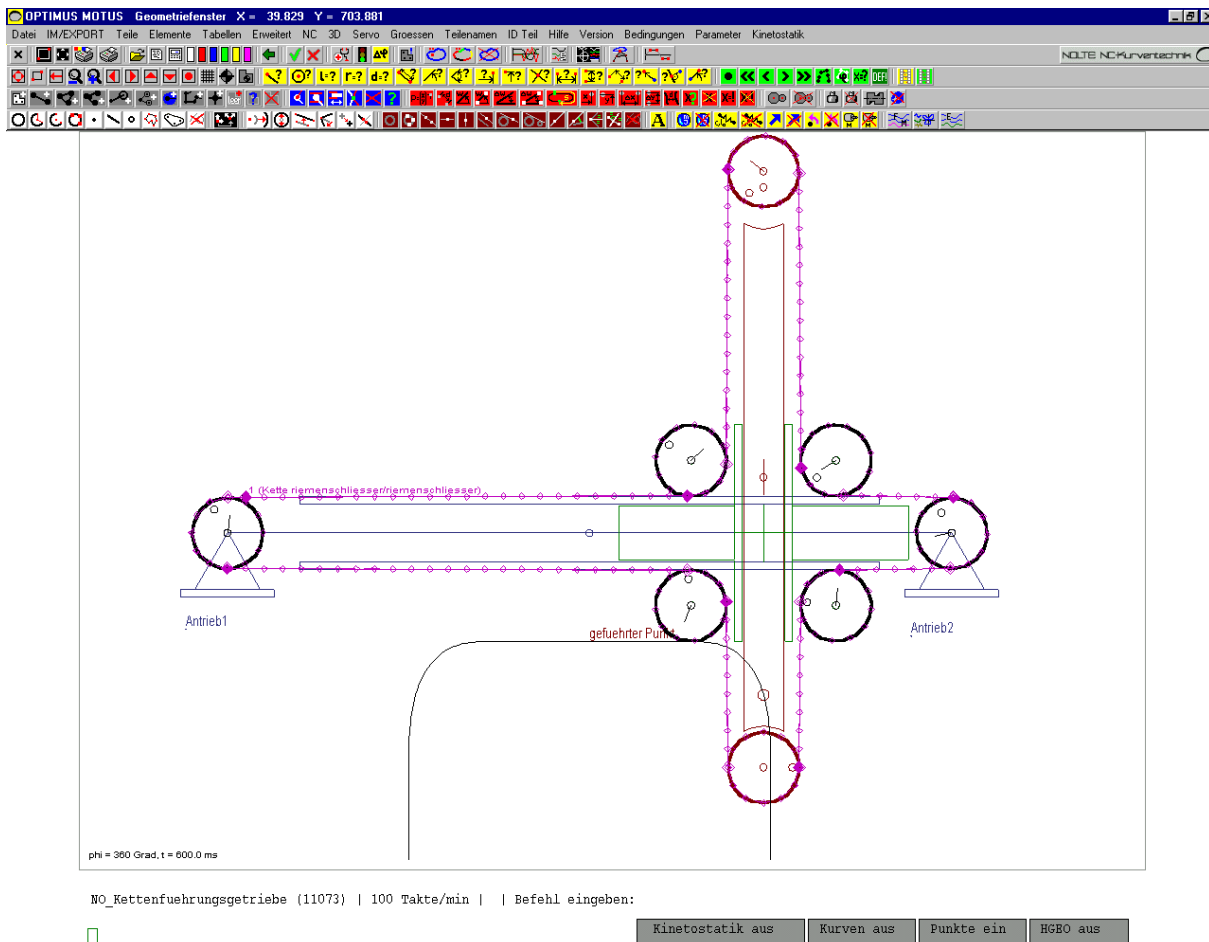 OPTIMUS MOTUS Geometriefenster X = 39.829 Y = 703.881
Datei IM/EXPORT Teile Elemente Tabellen Erweitert NC 3D Servo Groessen Teilenamen ID Teil Hilfe Version Bedingungen Parameter Kinetostatik
NOLTE NC-Kurventechnik
1 (Kette riemenschliesser/riemenschliesser)
Antrieb1
Antrieb2
gefuehrter Punkt
phi = 360 Grad, t = 600.0 ms
NO_Kettenfuehrungsgetriebe (11073) | 100 Takte/min | | Befehl eingeben:
Kinetostatik aus Kurven aus Punkte ein HGEO aus